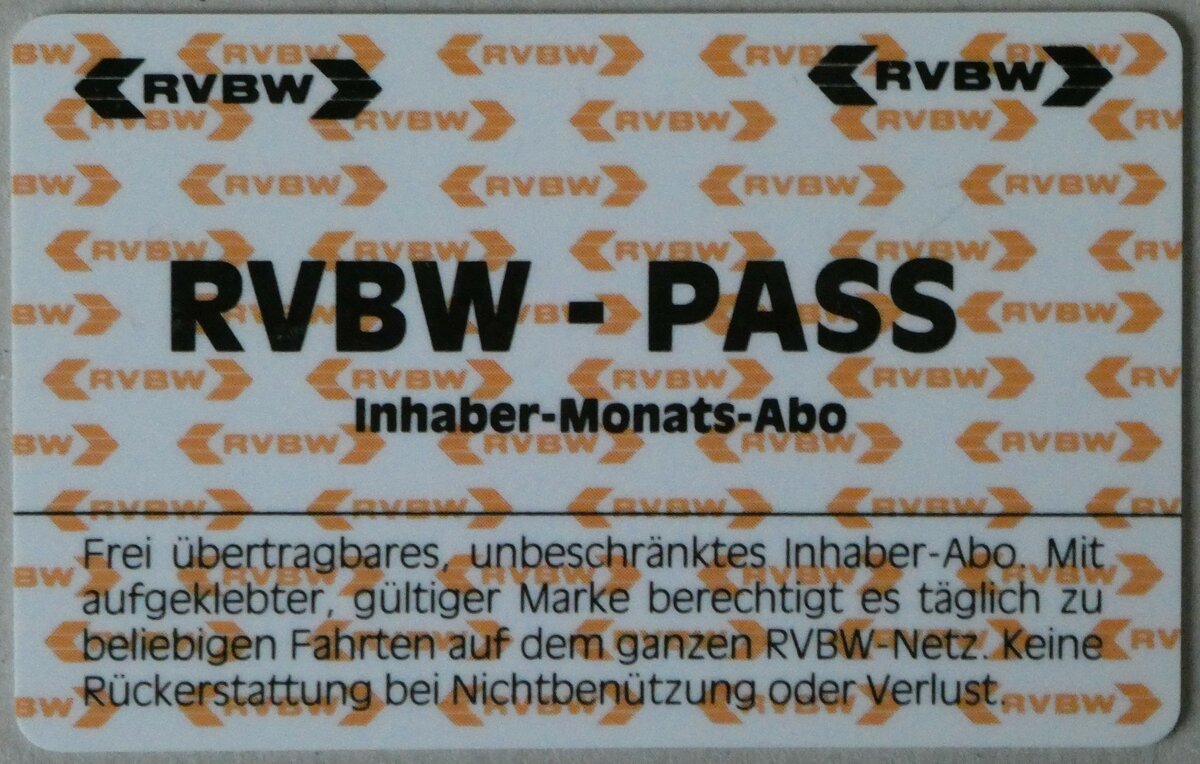 RVBW RVBW
RVBW - PASS
Inhaber-Monats-Abo
Frei übertragbares, unbeschränktes Inhaber-Abo. Mit
aufgeklebter, gültiger Marke berechtigt es täglich zu
beliebigen Fahrten auf dem ganzen RVBW-Netz. Keine
Rückerstattung bei Nichtbenützung oder Verlust.